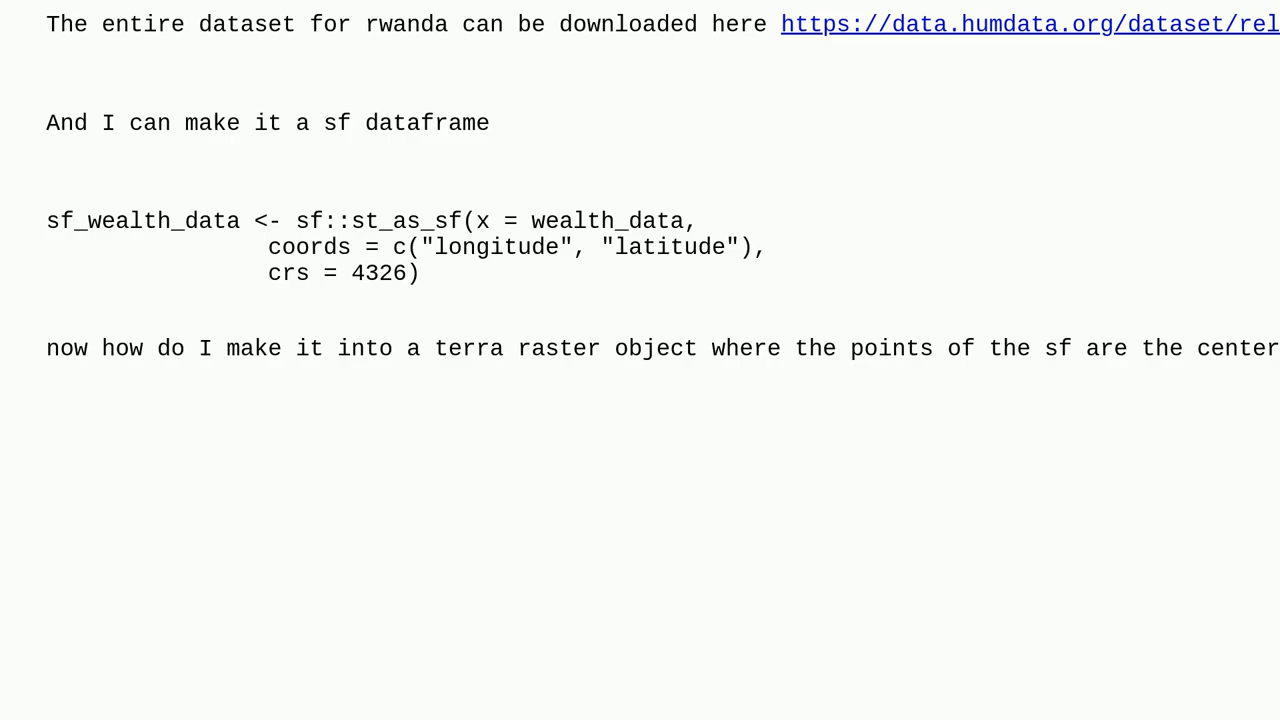 The entire dataset for rwanda can be downloaded here https://data.humdata.org/dataset/rel
And I can make it a sf dataframe
sf_wealth_data <- sf::st_as_sf(x = wealth_data,
coords = c("longitude", "latitude"),
crs = 4326)
now how do I make it into a terra raster object where the points of the sf are the center